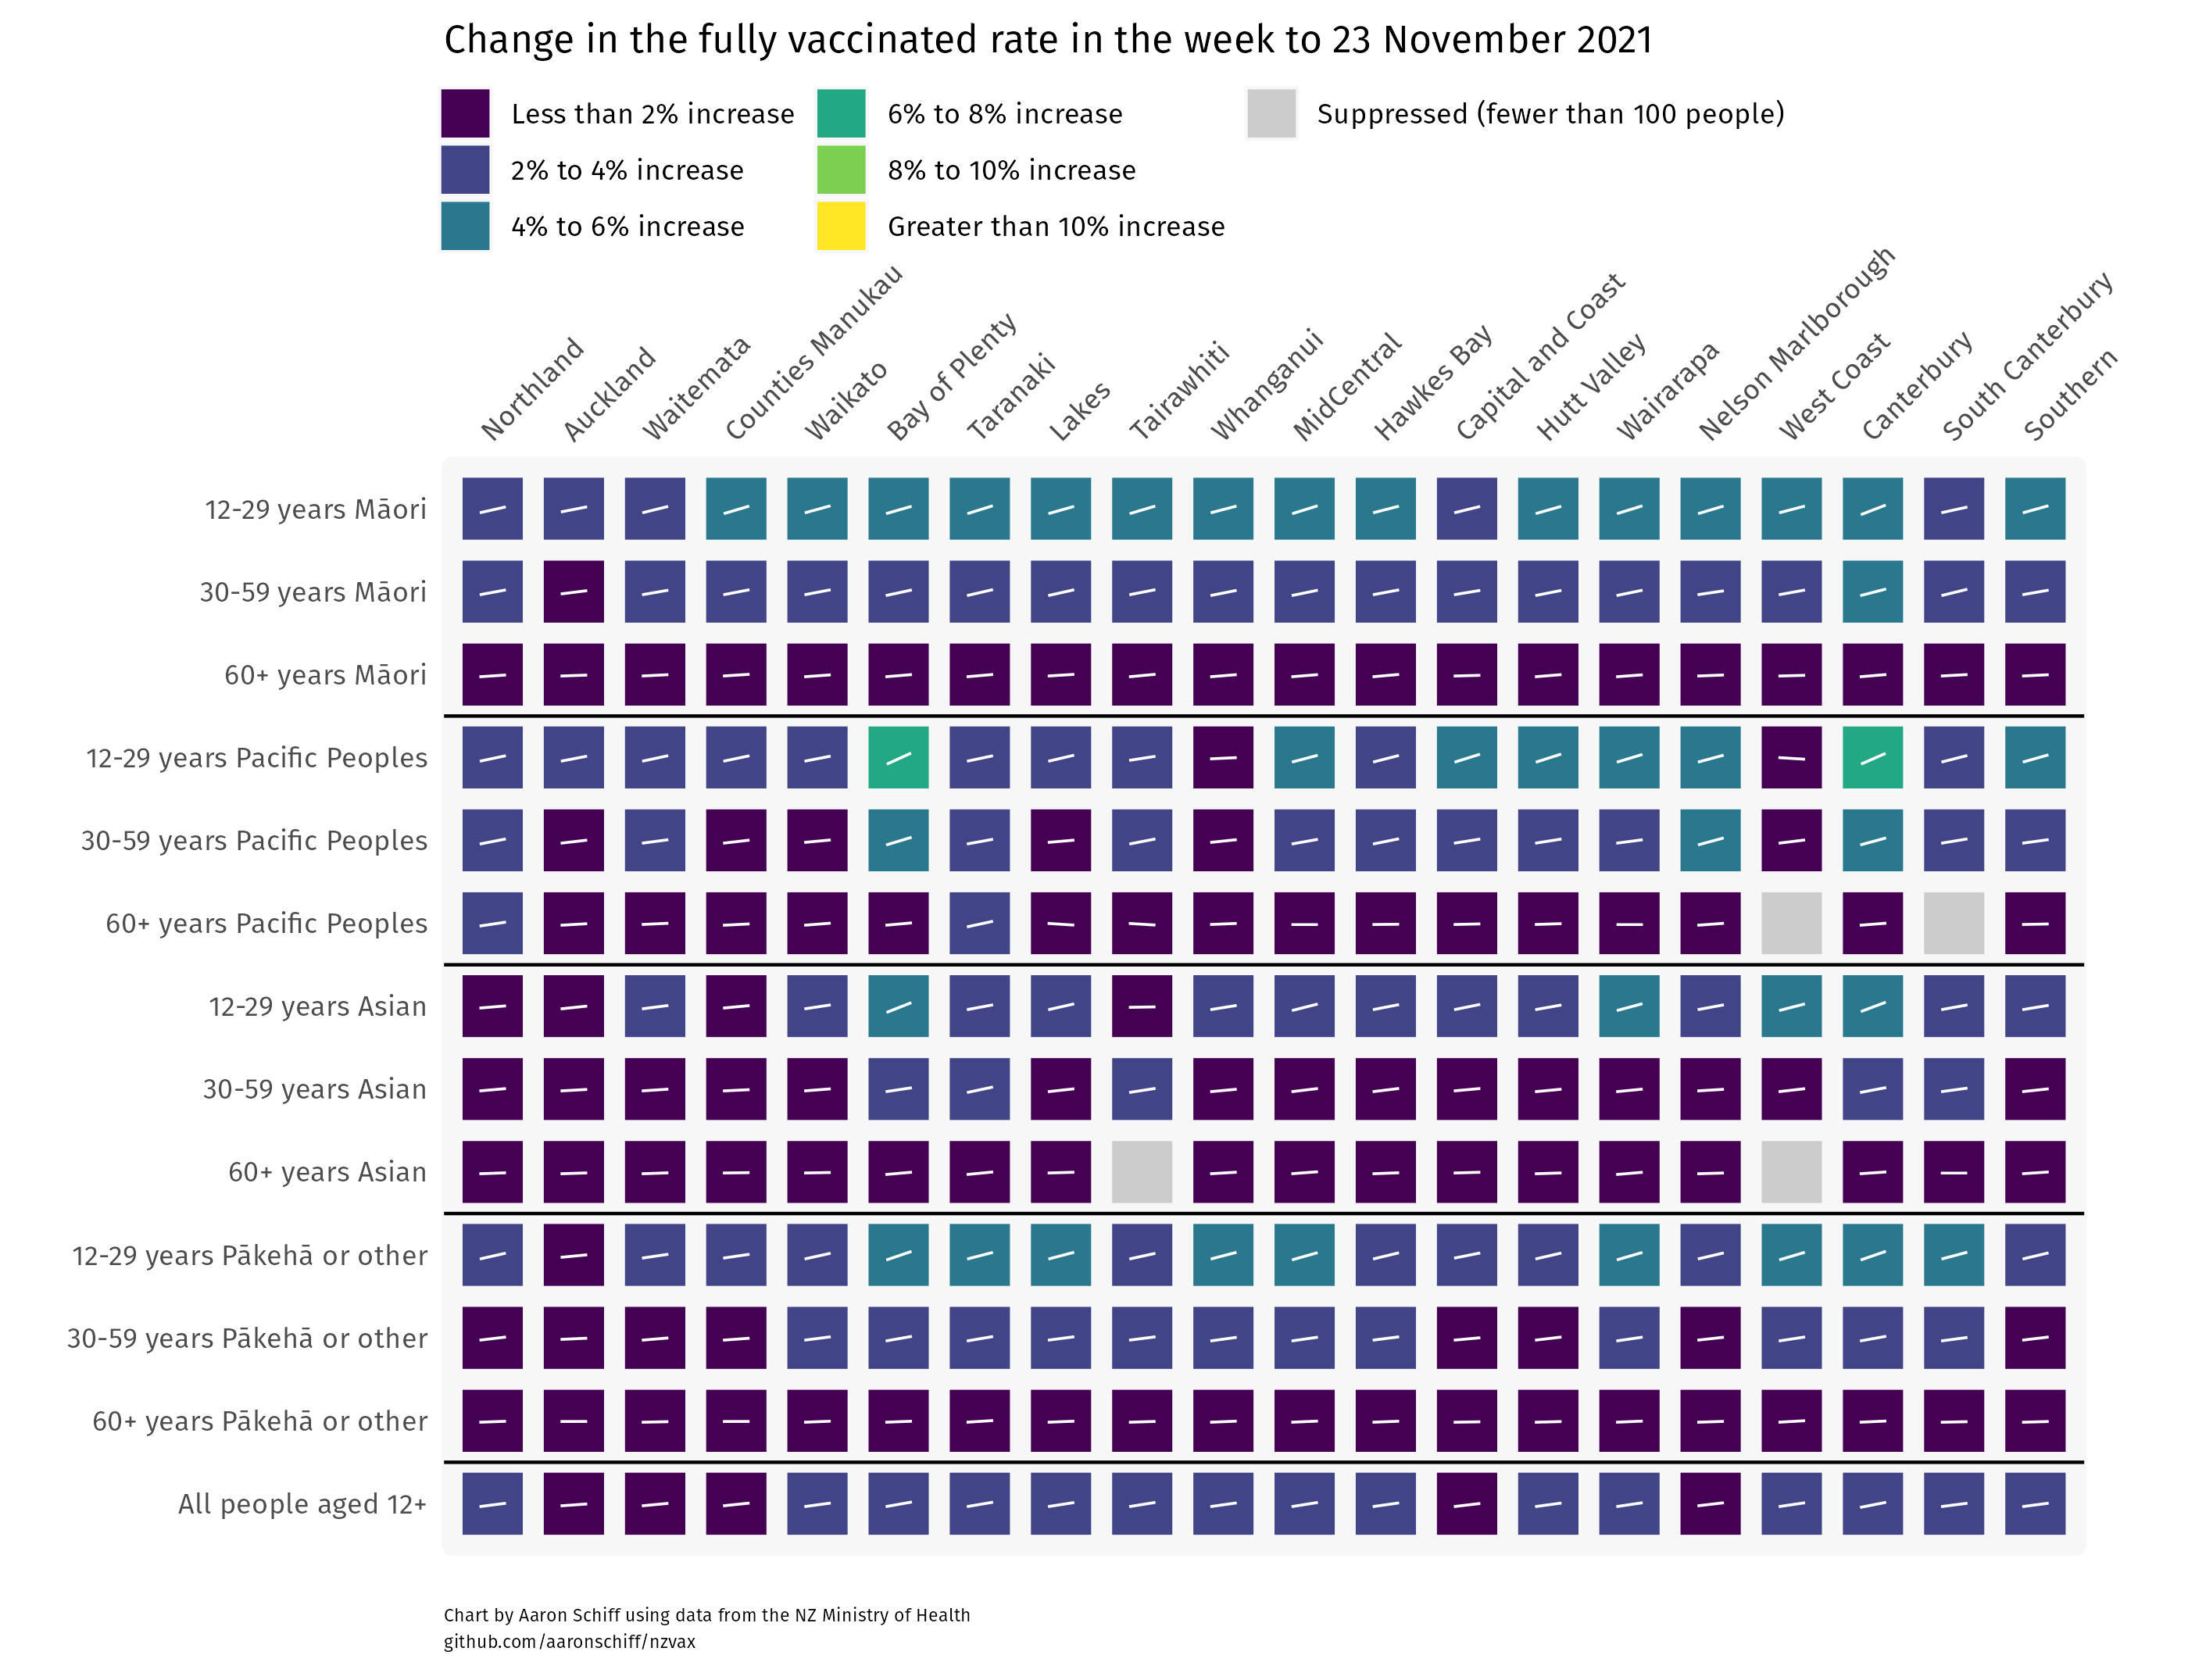 Change in the fully vaccinated rate in the week to 23 November 2021
Less than 2% increase
2% to 4% increase
4% to 6% increase
6% to 8% increase
8% to 10% increase
Greater than 10% increase
Suppressed (fewer than 100 people)
Northland
Auckland
Waitemata
Counties Manukau
Waikato
Bay of Plenty
Taranaki
Lakes
Tairawhiti
Whanganui
MidCentral
Hawkes Bay
Capital and Coast
Hutt Valley
Wairarapa
Nelson Marlborough
West Coast
Canterbury
South Canterbury
Southern
12-29 years Māori
30-59 years Māori
60+ years Māori
12-29 years Pacific Peoples
30-59 years Pacific Peoples
60+ years Pacific Peoples
12-29 years Asian
30-59 years Asian
60+ years Asian
12-29 years Pākehā or other
30-59 years Pākehā or other
60+ years Pākehā or other
All people aged 12+
Chart by Aaron Schiff using data from the NZ Ministry of Health
github.com/aaronschiff/nzvax